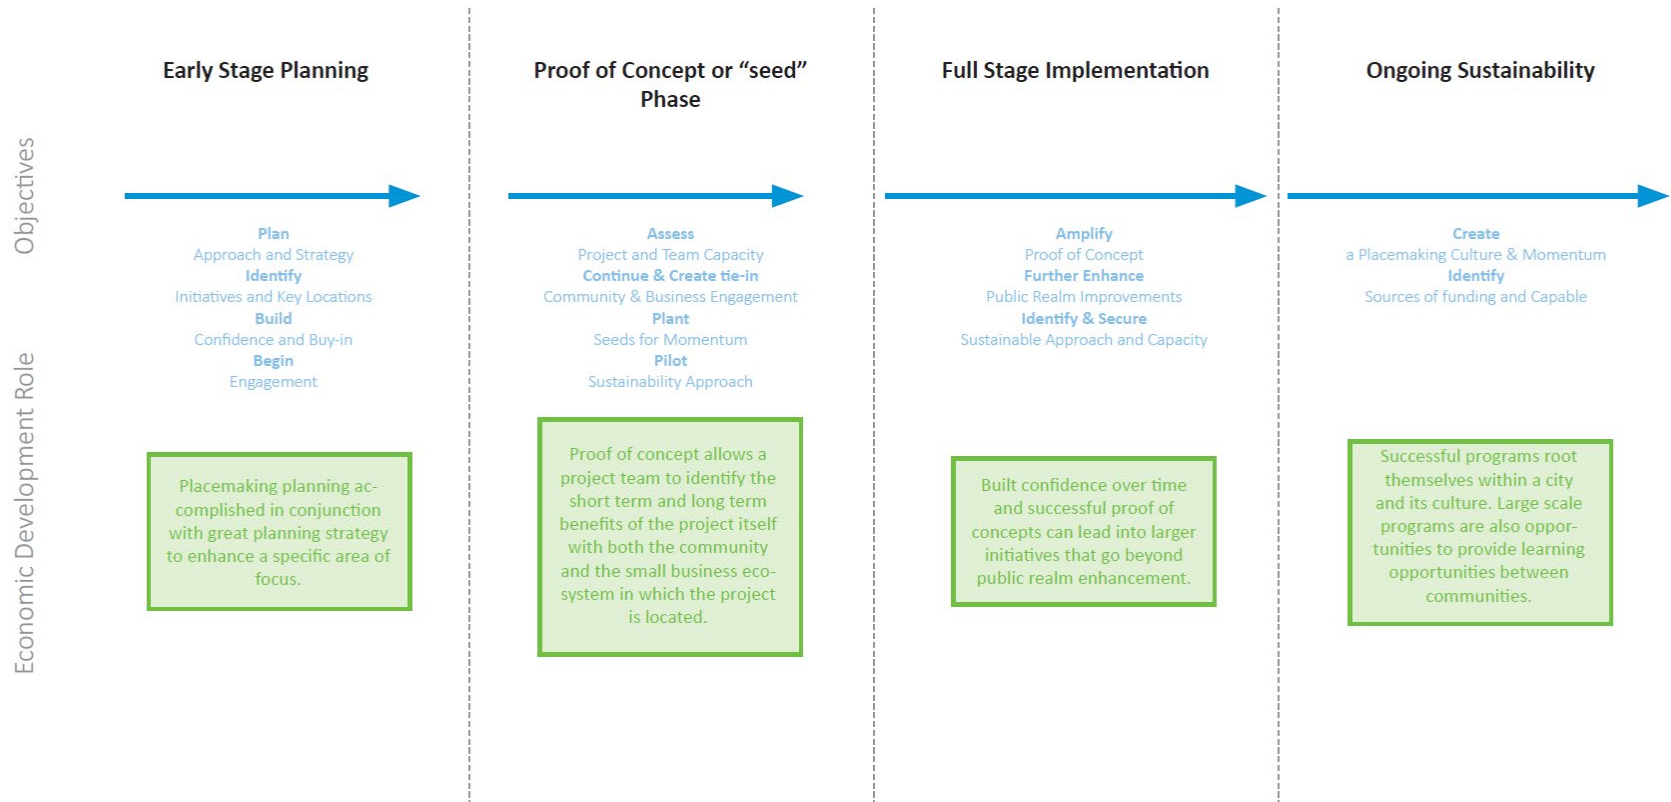 Early Stage Planning
Proof of Concept or “seed”
Phase
Full Stage Implementation
Ongoing Sustainability
Objectives
Plan
Approach and Strategy
Identify
Initiatives and Key Locations
Build
Confidence and Buy-in
Begin
Engagement
Assess
Project and Team Capacity
Continue & Create tie-in
Community & Business Engagement
Plant
Seeds for Momentum
Pilot
Sustainability Approach
Amplify
Proof of Concept
Further Enhance
Public Realm Improvements
Identify & Secure
Sustainable Approach and Capacity
Create
a Placemaking Culture & Momentum
Identify
Sources of funding and Capable
Economic Development Role
Placemaking planning ac-
complished in conjunction
with great planning strategy
to enhance a specific area of
focus.
Proof of concept allows a
project team to identify the
short term and long term
benefits of the project itself
with both the community
and the small business eco-
system in which the project
is located.
Built confidence over time
and successful proof of
concepts can lead into larger
initiatives that go beyond
public realm enhancement.
Successful programs root
themselves within a city
and its culture. Large scale
programs are also oppor-
tunities to provide learning
opportunities between
communities.